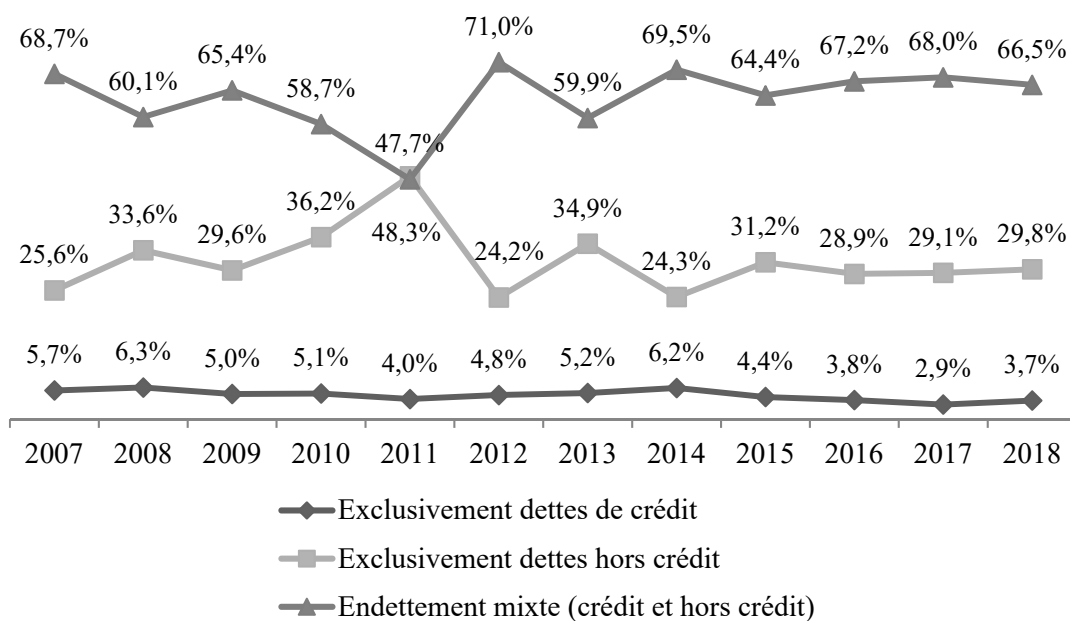 68,7% 60,1% 65,4% 58,7% 47,7% 71,0% 59,9% 69,5% 64,4% 67,2% 68,0% 66,5%
25,6% 33,6% 29,6% 36,2% 48,3% 24,2% 34,9% 24,3% 31,2% 28,9% 29,1% 29,8%
5,7% 6,3% 5,0% 5,1% 4,0% 4,8% 5,2% 6,2% 4,4% 3,8% 2,9% 3,7%
2007 2008 2009 2010 2011 2012 2013 2014 2015 2016 2017 2018
Exclusivement dettes de crédit
Exclusivement dettes hors crédit
Endettement mixte (crédit et hors crédit)